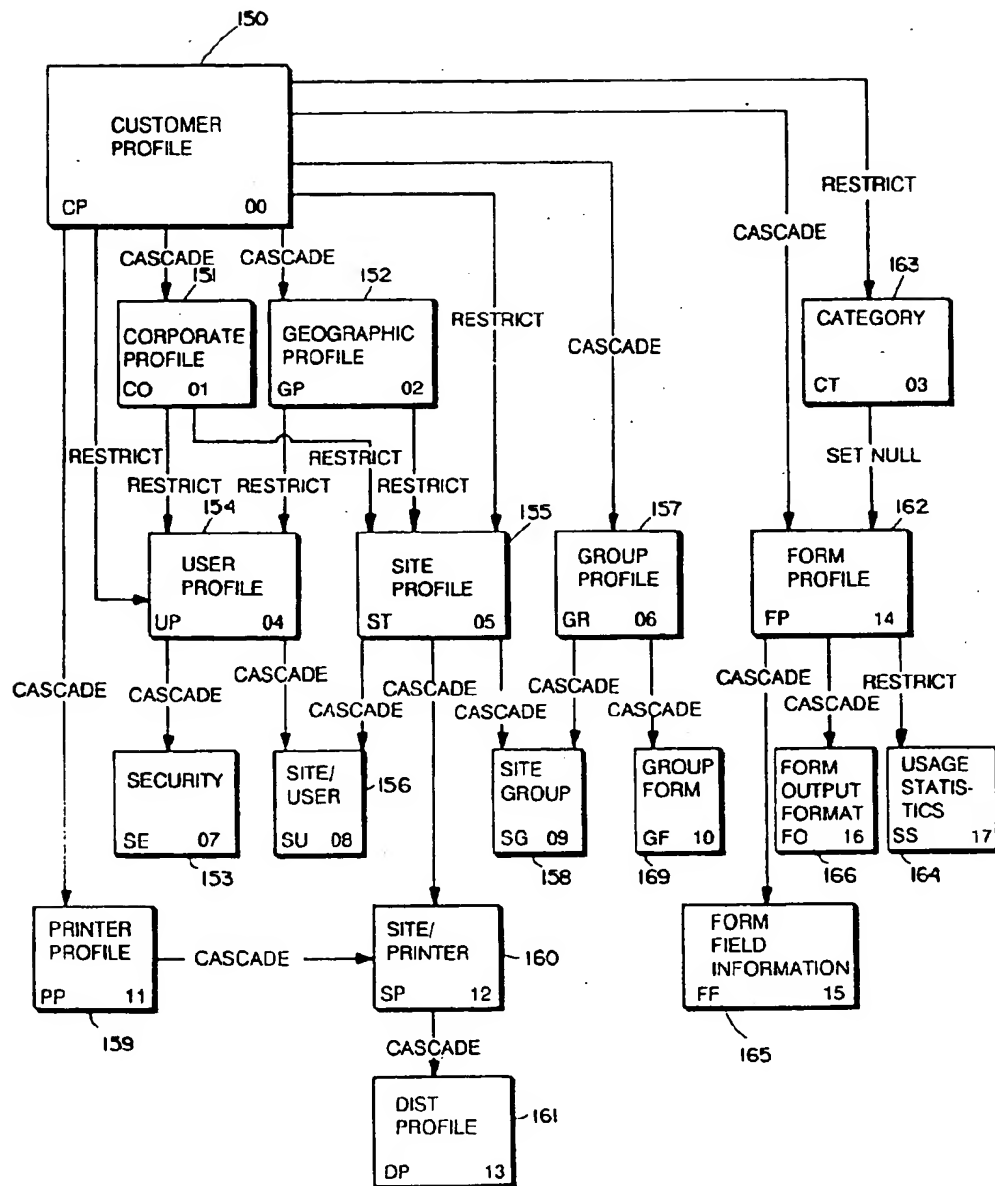 150
CUSTOMER
PROFILE
CP 00
RESTRICT
CASCADE
CASCADE CASCADE
151
152
163
RESTRICT
CASCADE
CORPORATE
PROFILE
CO 01
GEOGRAPHIC
PROFILE
GP 02
CATEGORY
CT 03
RESTRICT
RESTRICT
SET NULL
RESTRICT RESTRICT RESTRICT
154
155
157
162
USER
PROFILE
UP 04
SITE
PROFILE
ST 05
GROUP
PROFILE
GR 06
FORM
PROFILE
FP 14
CASCADE
CASCADE
CASCADE
CASCADE
CASCADE
CASCADE
CASCADE
CASCADE
CASCADE
CASCADE
RESTRICT
SECURITY
SE 07
153
SITE/
USER
SU 08
156
SITE
GROUP
SG 09
158
GROUP
FORM
GF 10
169
FORM
OUTPUT
FORMAT
FO 16
166
USAGE
STATIS-
TICS
SS 17
164
PRINTER
PROFILE
PP 11
159
CASCADE
SITE/
PRINTER
SP 12
160
FORM
FIELD
INFORMATION
FF 15
165
CASCADE
DIST
PROFILE
DP 13
161